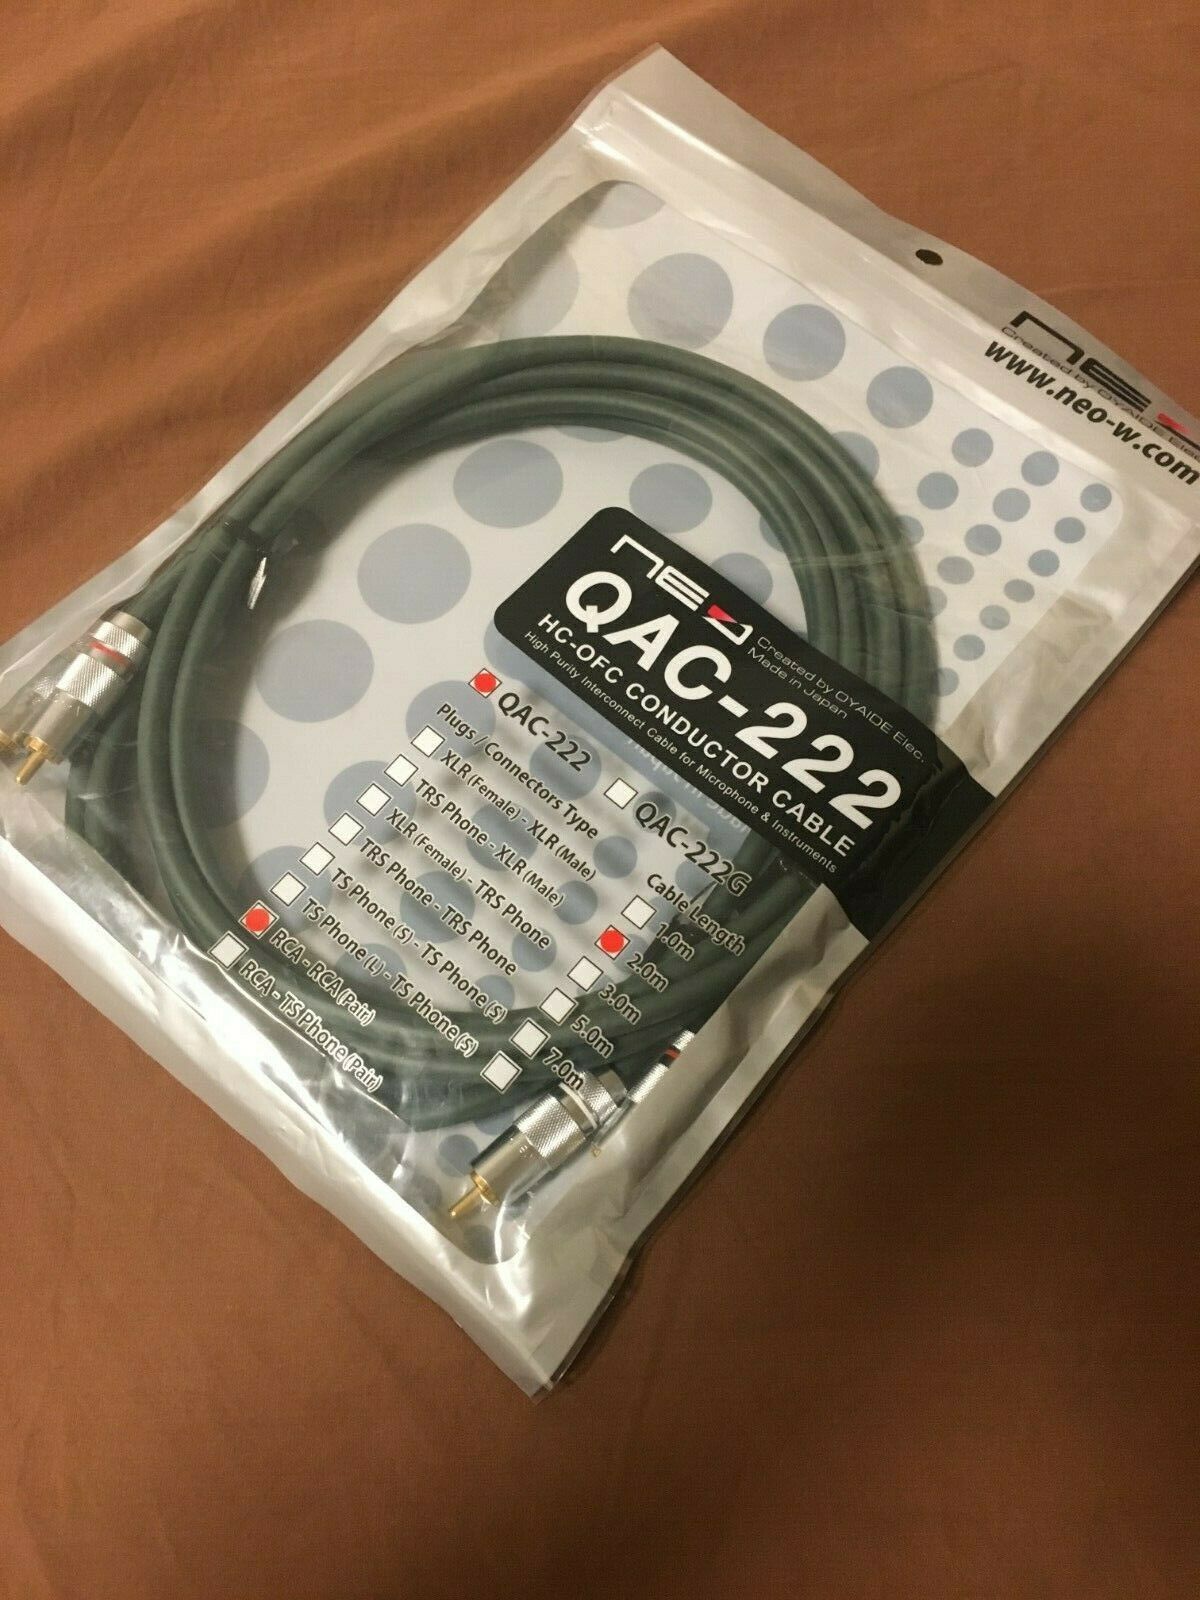 neo
Created by OYAIDE Elec.
www.neo-w.com
neo
Created by OYAIDE Elec.
Made in Japan
QAC-222
HC-OFC CONDUCTOR CABLE
High Purity Interconnect Cable for Microphone & Instruments
QAC-222
QAC-222G
Plugs / Connectors Type
XLR (Female) - XLR (Male)
TRS Phone - XLR (Male)
XLR (Female) - TRS Phone
TRS Phone - TRS Phone
TS Phone (S) - TS Phone (S)
TS Phone (L) - TS Phone (S)
RCA - RCA (Pair)
RCA - TS Phone (Pair)
Cable Length
1.0m
2.0m
3.0m
5.0m
7.0m